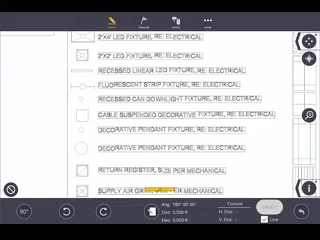 2'X4' LED FIXTURE, RE: ELECTRICAL
2'X2' LED FIXTURE, RE: ELECTRICAL
RECESSED LINEAR LED FIXTURE, RE: ELECTRICAL
FLUORESCENT STRIP FIXTURE, RE: ELECTRICAL
RECESSED CAN DOWNLIGHT FIXTURE, RE: ELECTRICAL
CABLE SUSPENDED DECORATIVE FIXTURE, RE: ELECTRICAL
DECORATIVE PENDANT FIXTURE, RE: ELECTRICAL
DECORATIVE PENDANT FIXTURE, RE: ELECTRICAL
RETURN REGISTER, SIZE PER MECHANICAL
SUPPLY AIR MECHANICAL
90°
Ang: 180° 00' 00"
Dist: 0.500 ft
Elev: 0.000 ft
Closure
H. Dist: --
V. Dist: --
Line